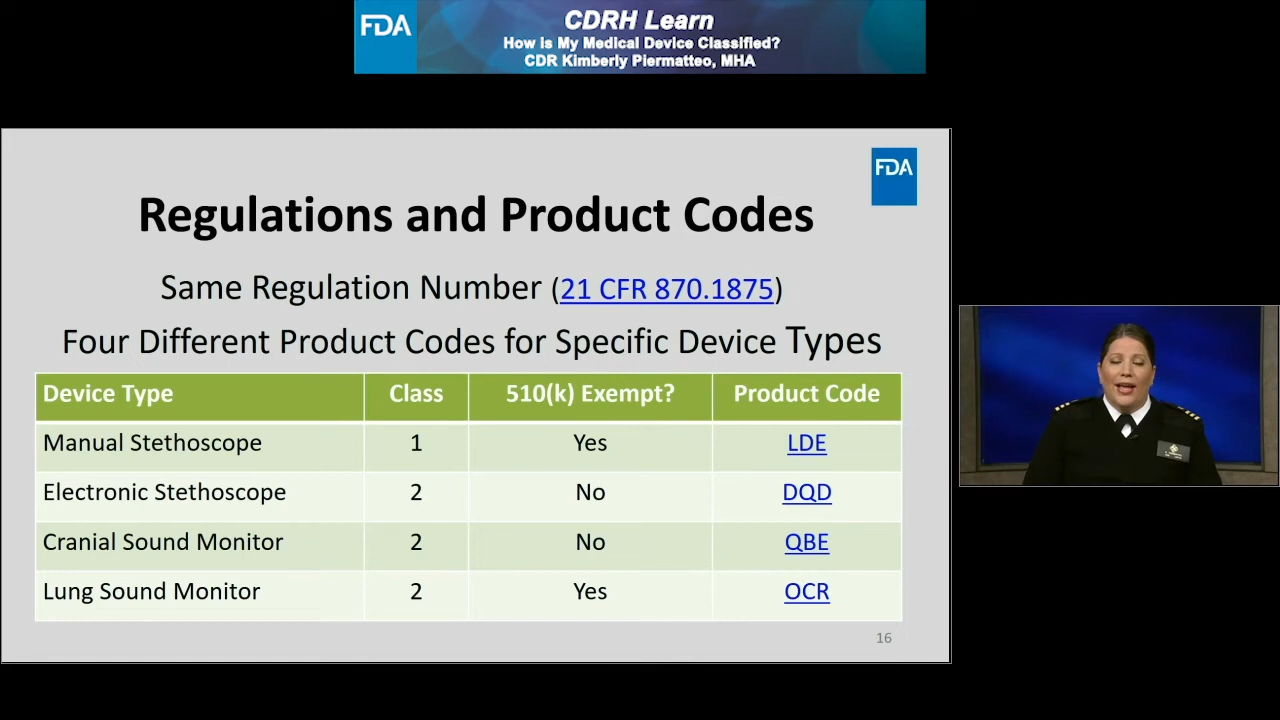 FDA
CDRH Learn
How is My Medical Device Classified?
CDR Kimberly Piermatteo, MHA
FDA
Regulations and Product Codes
Same Regulation Number (21 CFR 870.1875)
Four Different Product Codes for Specific Device Types
Device Type Class 510(k) Exempt? Product Code
Manual Stethoscope 1 Yes LDE
Electronic Stethoscope 2 No DQD
Cranial Sound Monitor 2 No QBE
Lung Sound Monitor 2 Yes OCR
16